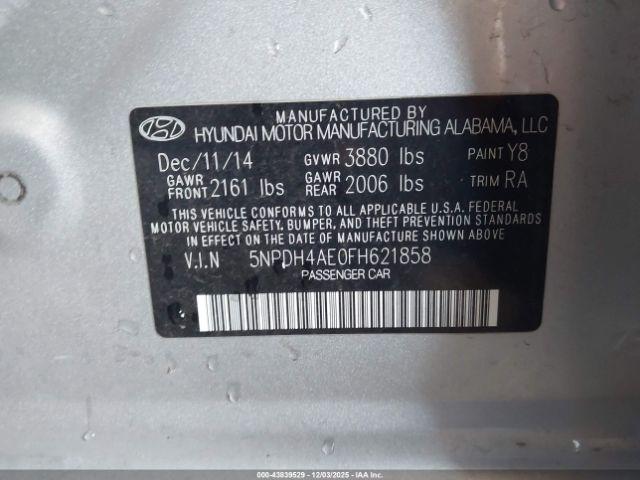 MANUFACTURED BY
HYUNDAI MOTOR MANUFACTURING ALABAMA, LLC
Dec/11/14 GVWR 3880 lbs PAINT Y8
GAWR FRONT 2161 lbs GAWR REAR 2006 lbs TRIM RA
THIS VEHICLE CONFORMS TO ALL APPLICABLE U.S.A. FEDERAL
MOTOR VEHICLE SAFETY, BUMPER, AND THEFT PREVENTION STANDARDS
IN EFFECT ON THE DATE OF MANUFACTURE SHOWN ABOVE
V.I.N 5NPDH4AE0FH621858
PASSENGER CAR
000-43839529 - 12/03/2025 - IAAI.COM